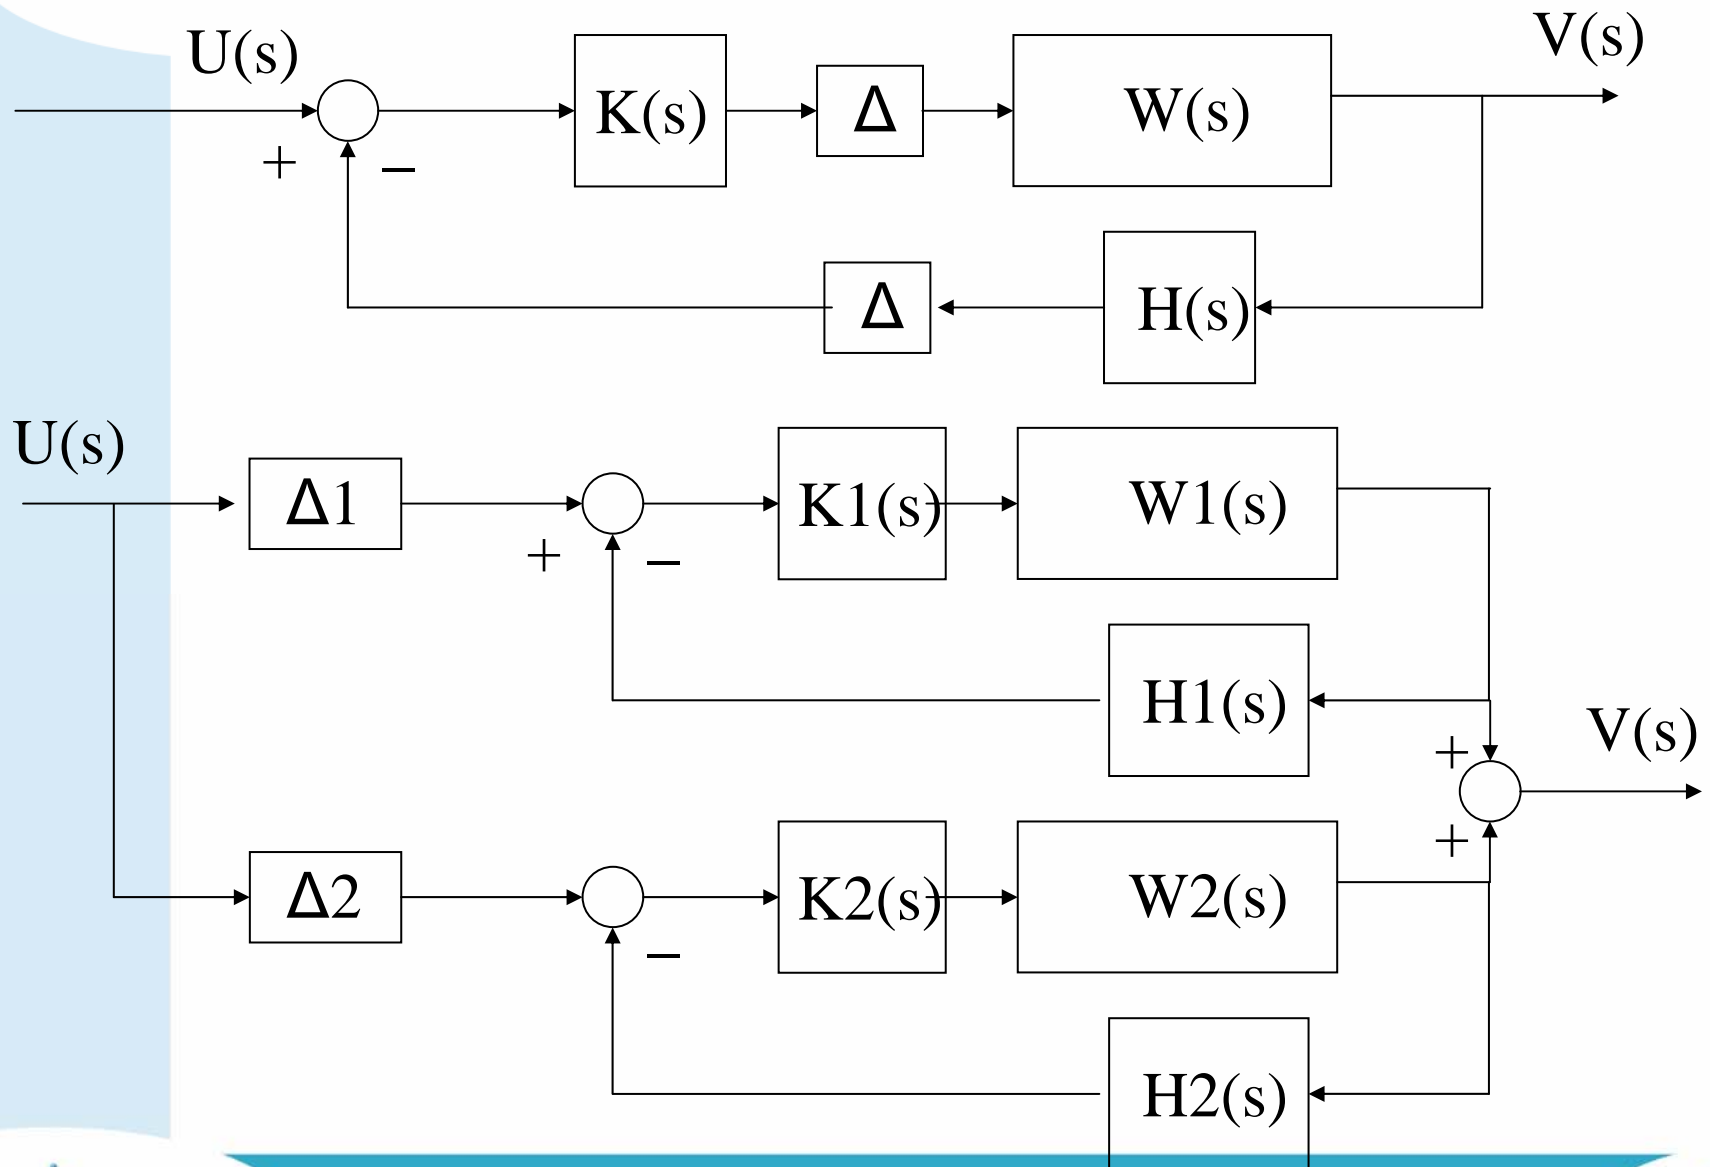 U(s)
V(s)
K(s)
Δ
W(s)
+
−
Δ
H(s)
U(s)
Δ1
K1(s)
W1(s)
+
−
H1(s)
V(s)
+
+
Δ2
K2(s)
W2(s)
−
H2(s)